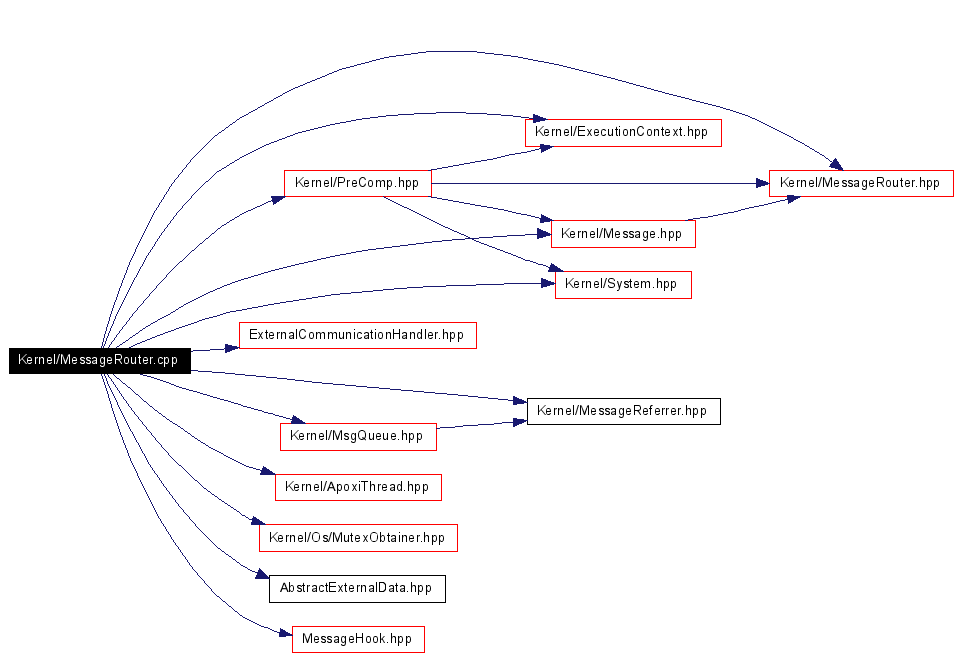 Kernel/ExecutionContext.hpp
Kernel/PreComp.hpp
Kernel/MessageRouter.hpp
Kernel/Message.hpp
Kernel/System.hpp
ExternalCommunicationHandler.hpp
Kernel/MessageRouter.cpp
Kernel/MessageReferrer.hpp
Kernel/MsgQueue.hpp
Kernel/ApoxiThread.hpp
Kernel/Os/MutexObtainer.hpp
AbstractExternalData.hpp
MessageHook.hpp